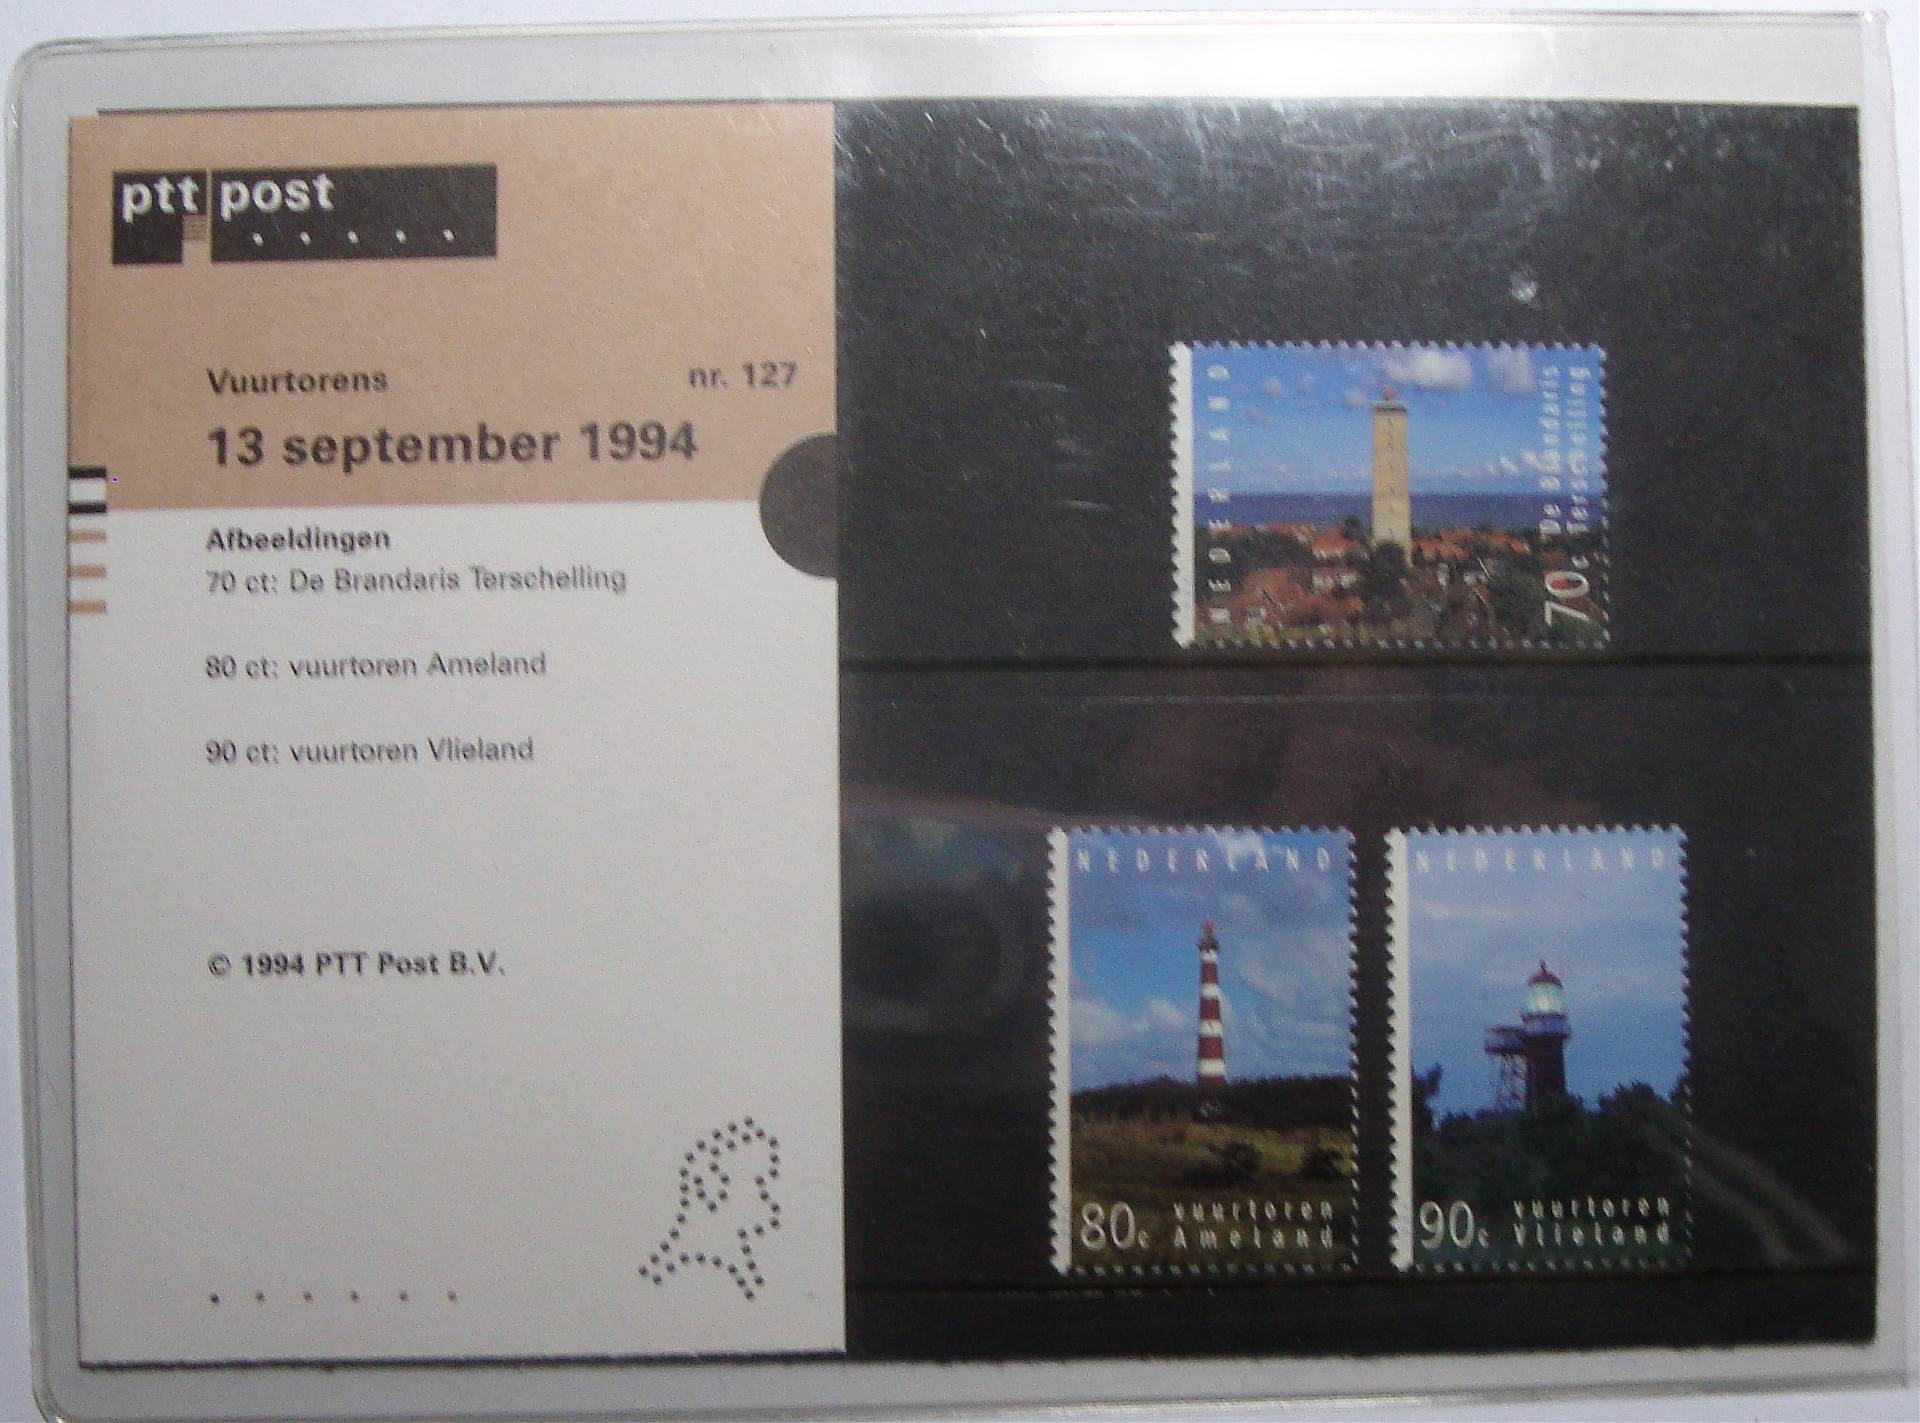 ptt post
Vuurtorens nr. 127
13 september 1994
Afbeeldingen
70 ct: De Brandaris Terschelling
80 ct: vuurtoren Ameland
90 ct: vuurtoren Vlieland
© 1994 PTT Post B.V.
NEDERLAND
De Brandaris
Terschelling
70c
NEDERLAND
80c vuurtoren
Ameland
NEDERLAND
90c vuurtoren
Vlieland